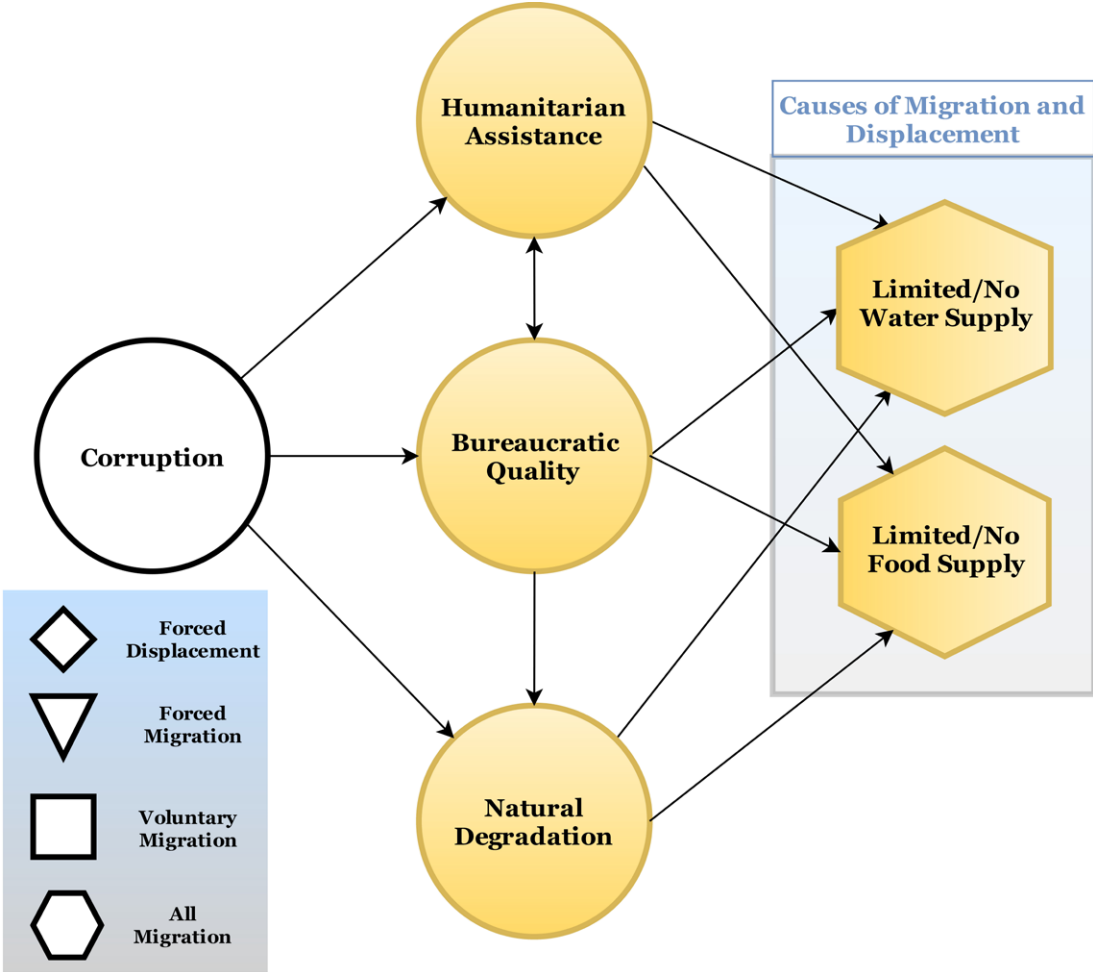 Humanitarian
Assistance
Causes of Migration and
Displacement
Limited/No
Water Supply
Corruption
Bureaucratic
Quality
Limited/No
Food Supply
Natural
Degradation
Forced
Displacement
Forced
Migration
Voluntary
Migration
All
Migration